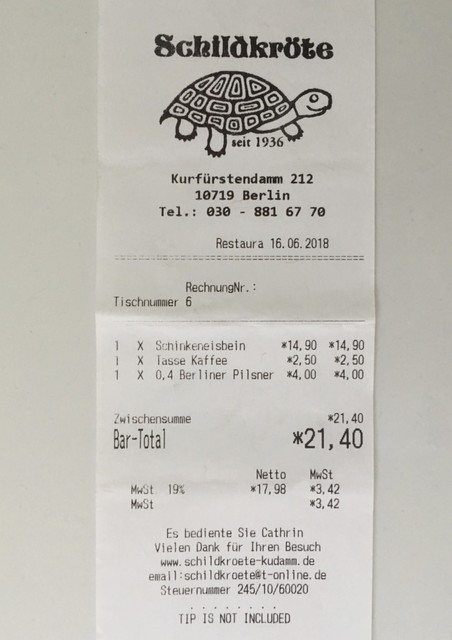 Schildkröte
seit 1936
Kurfürstendamm 212
10719 Berlin
Tel.: 030 - 881 67 70
Restaura 16.06.2018
RechnungNr.:
Tischnummer 6
1 X Schinkeneisbein *14,90 *14,90
1 X Tasse Kaffee *2,50 *2,50
1 X 0,4 Berliner Pilsner *4,00 *4,00
Zwischensumme *21,40
Bar-Total *21,40
Netto MwSt
MwSt 19% *17,98 *3,42
MwSt *3,42
Es bediente Sie Cathrin
Vielen Dank für Ihren Besuch
www.schildkroete-kudamm.de
email:schildkroete@t-online.de
Steuernummer 245/10/60020
. . . . . . . .
TIP IS NOT INCLUDED